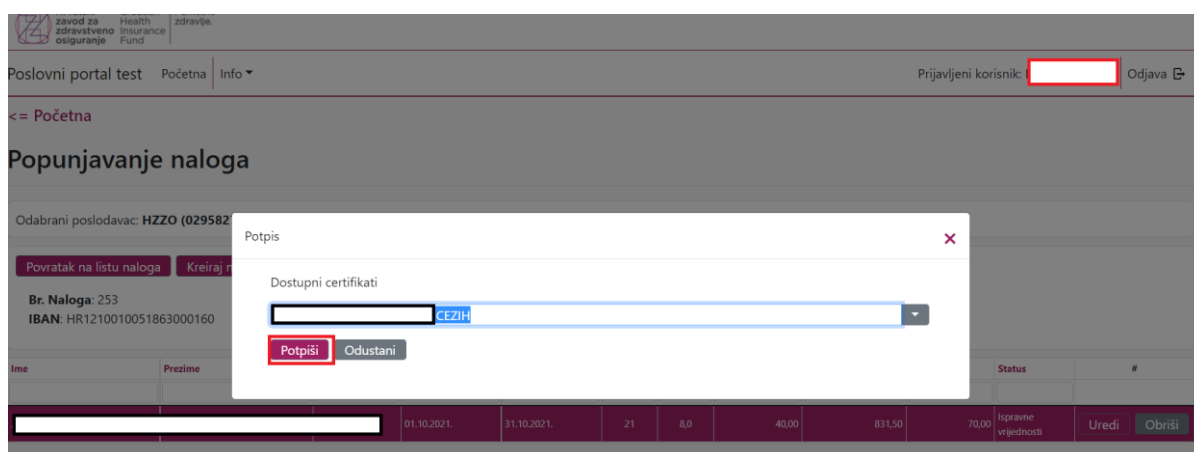 zavod za Health zdravlje.
zdravstveno Insurance
osiguranje Fund
Poslovni portal test Početna Info Prijavljeni korisnik: Odjava
<= Početna
Popunjavanje naloga
Odabrani poslodavac: HZZO (029582
Potpis
Povratak na listu naloga Kreiraj n
Dostupni certifikati
Br. Naloga: 253
IBAN: HR1210010051863000160
CEZIH
Potpiši Odustani
Ime Prezime Status #
01.10.2021. 31.10.2021. 21 8,0 40,00 831,50 70,00 Ispravne vrijednosti Uredi Obriši